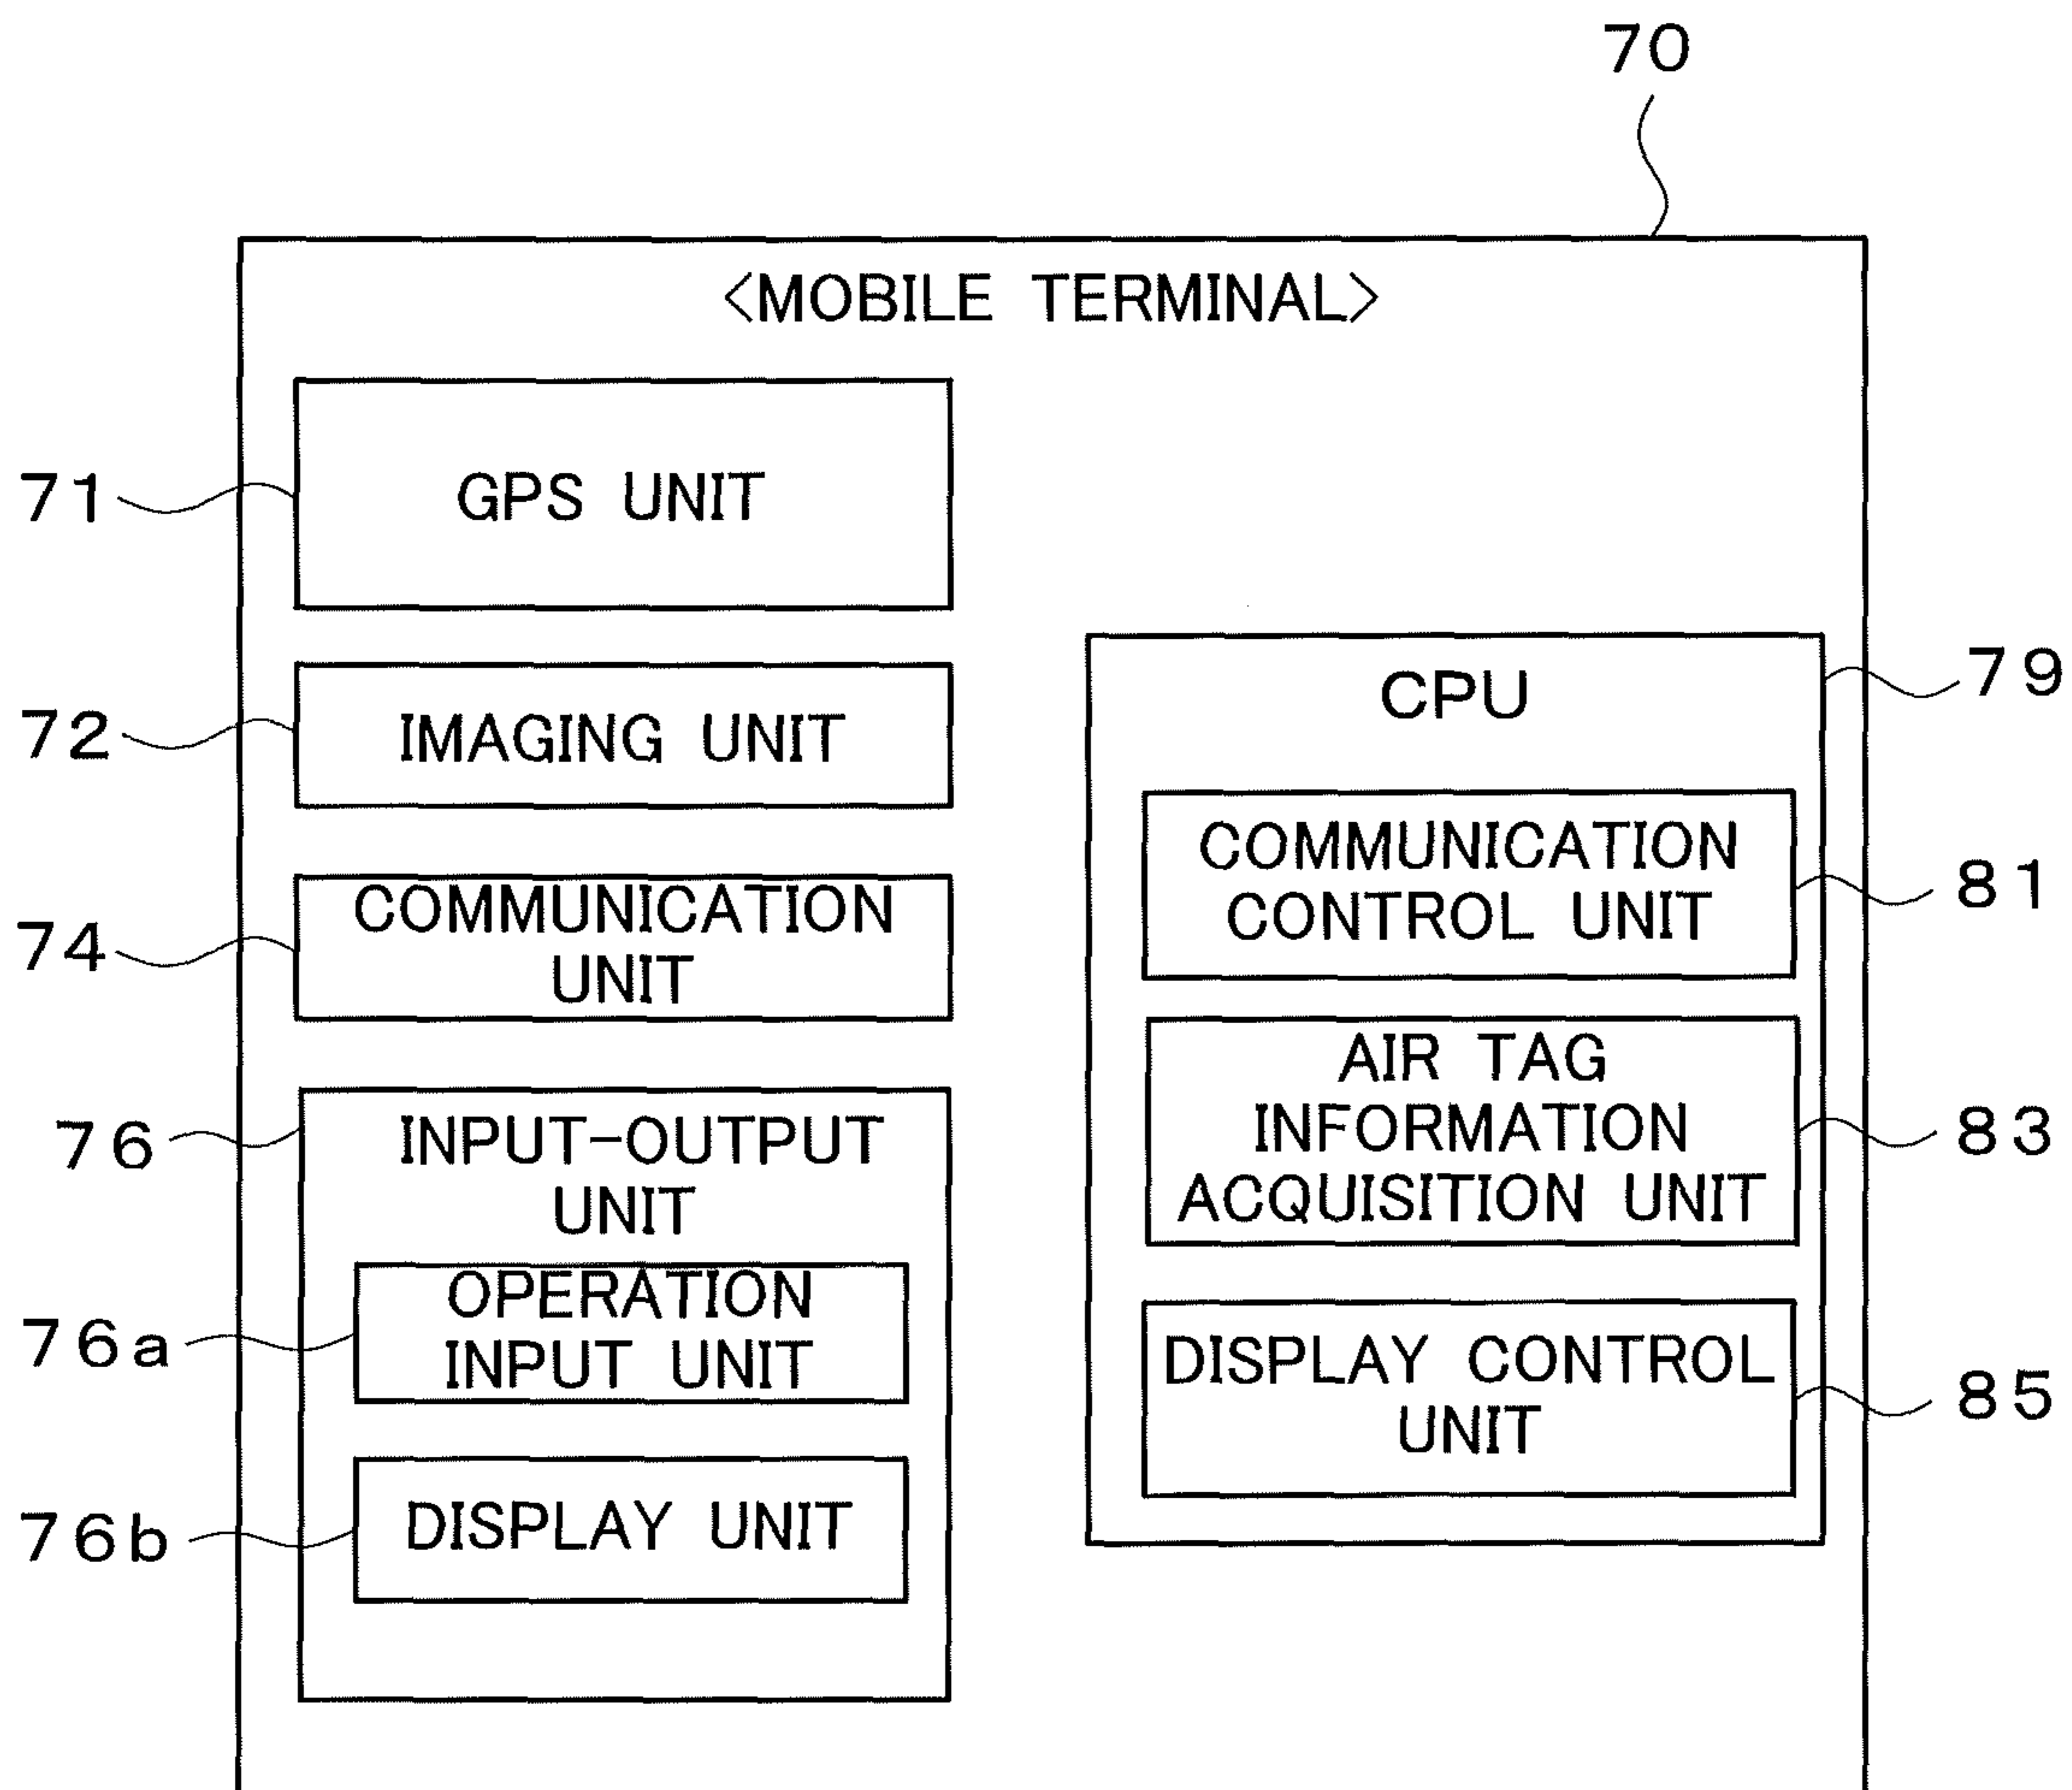 70
<MOBILE TERMINAL>
71
GPS UNIT
72
IMAGING UNIT
74
COMMUNICATION
UNIT
76
INPUT-OUTPUT
UNIT
76a
OPERATION
INPUT UNIT
76b
DISPLAY UNIT
CPU
79
COMMUNICATION
CONTROL UNIT
81
AIR TAG
INFORMATION
ACQUISITION UNIT
83
DISPLAY CONTROL
UNIT
85